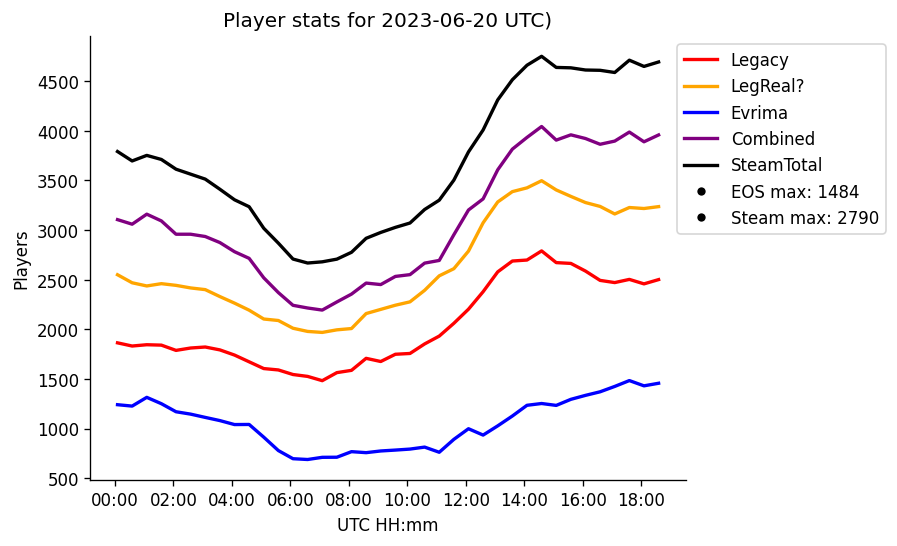 Player stats for 2023-06-20 UTC)
Legacy
LegReal?
Evrima
Combined
SteamTotal
EOS max: 1484
Steam max: 2790
Players
4500
4000
3500
3000
2500
2000
1500
1000
500
00:00 02:00 04:00 06:00 08:00 10:00 12:00 14:00 16:00 18:00
UTC HH:mm